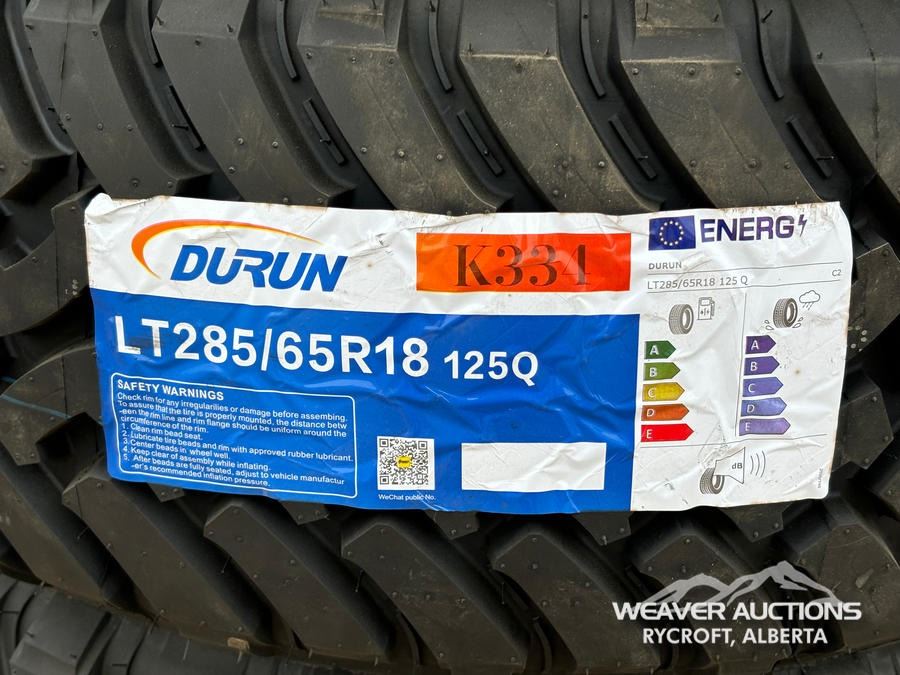 DURUN
K334
LT285/65R18 125Q
SAFETY WARNINGS
Check rim for any irregularities or damage before assembling.
To assure that the tire is properly mounted, the distance betw
-een the rim line and rim flange should be uniform around the
circumference of the rim.
1. Clean rim bead seat.
2. Lubricate tire beads and rim with approved rubber lubricant.
3. Center beads in wheel well.
4. Keep clear of assembly while inflating.
5. After beads are fully seated, adjust to vehicle manufactur
-er's recommended inflation pressure.
WeChat public No.
ENERG
DURUN
LT285/65R18 125 Q C2
A
B
C
D
E
A
B
C
D
E
dB
WEAVER AUCTIONS
RYCROFT, ALBERTA